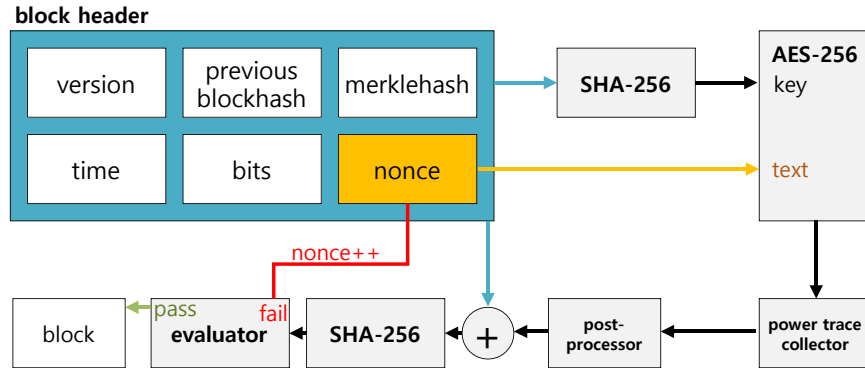 block header
version
previous
blockhash
merklehash
SHA-256
AES-256
key
time
bits
nonce
text
nonce++
pass
fail
block
evaluator
SHA-256
+
post-
processor
power trace
collector